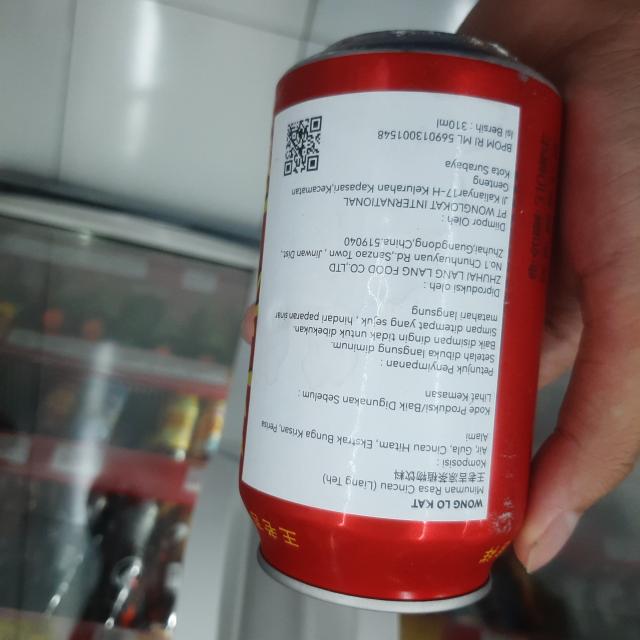 WONG LO KAT
Minuman Rasa Cincau (Liang Teh)
王老吉凉茶植物饮料
Komposisi :
Air, Gula, Cincau Hitam, Ekstrak Bunga Krisan, Perisa
Alami
Kode Produksi/Baik Digunakan Sebelum :
Lihat Kemasan
Petunjuk Penyimpanan :
Setelah dibuka langsung diminum.
Baik disimpan dingin tidak untuk dibekukan.
Simpan ditempat yang sejuk , hindari paparan sinar
matahari langsung
Diproduksi oleh :
ZHUHAI LANG LANG FOOD CO,LTD
No.1 Chunhuayuan Rd.,Sanzao Town , Jinwan Dist.,
Zhuhai,Guangdong,China.519040
Diimpor Oleh :
PT WONGLOKAT INTERNATIONAL
Jl Kalianyar17-H Kelurahan Kapasari,Kecamatan
Genteng
Kota Surabaya
BPOM RI ML 569013001548
Isi Bersih : 310ml
王老吉